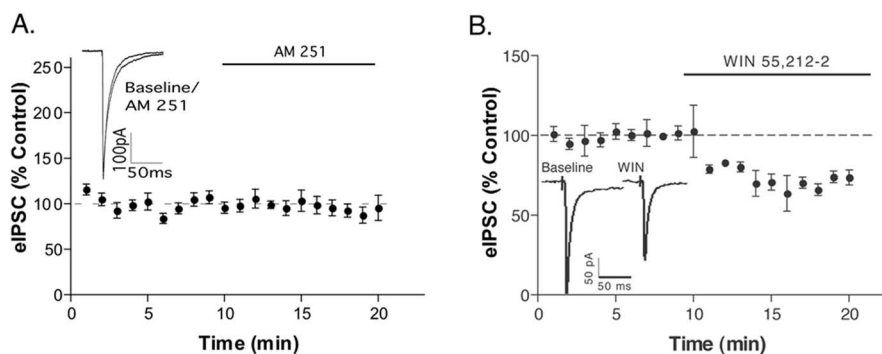 A.
AM 251
Baseline/
AM 251
100pA
50ms
eIPSC (% Control)
250
200
150
100
50
0
0 5 10 15 20
Time (min)
B.
WIN 55,212-2
Baseline
WIN
50 pA
50 ms
eIPSC (% Control)
150
100
50
0
0 5 10 15 20
Time (min)